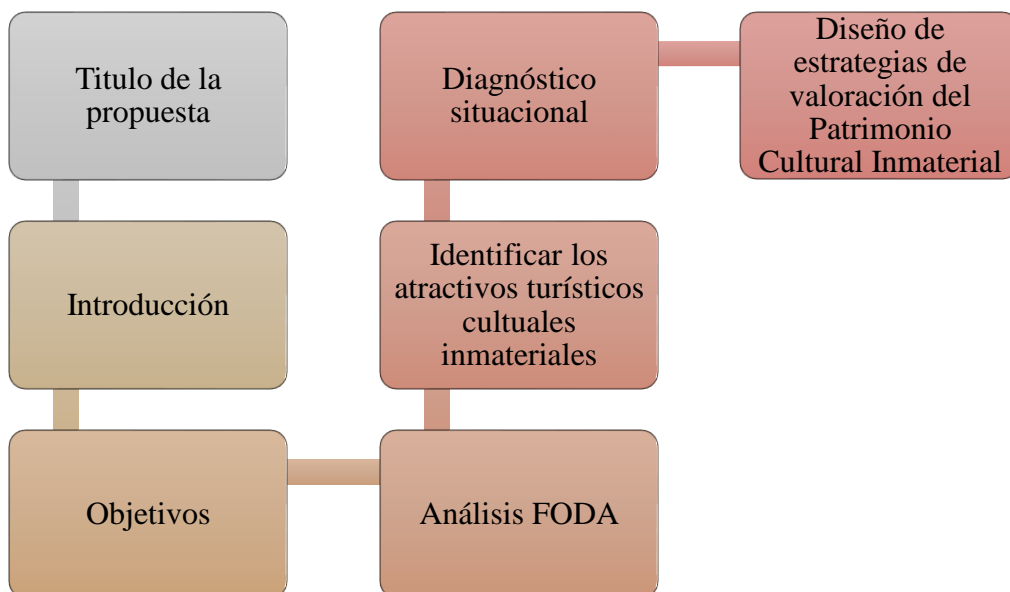 Titulo de la
propuesta
Introducción
Objetivos
Análisis FODA
Identificar los
atractivos turísticos
cultuales
inmateriales
Diagnóstico
situacional
Diseño de
estrategias de
valoración del
Patrimonio
Cultural Inmaterial